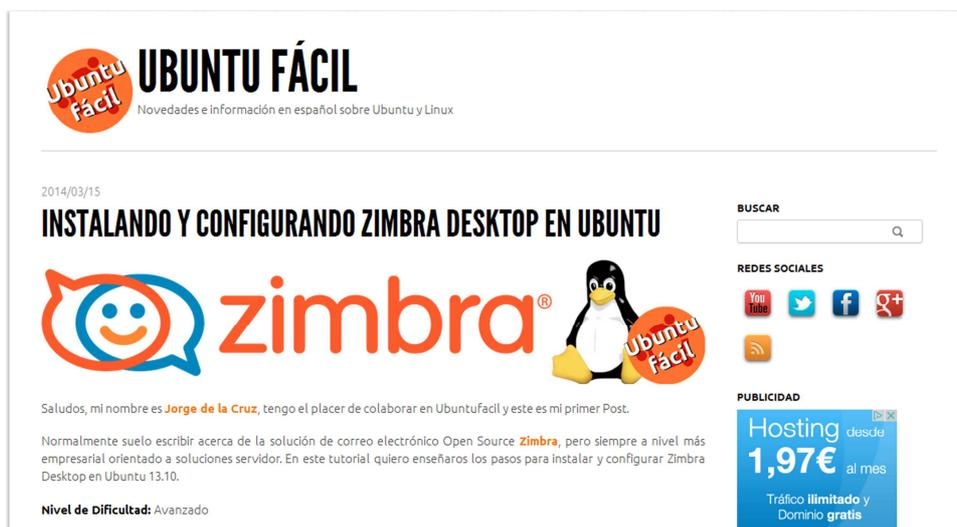 Ubuntu
fácil
UBUNTU FÁCIL
Novedades e información en español sobre Ubuntu y Linux
2014/03/15
INSTALANDO Y CONFIGURANDO ZIMBRA DESKTOP EN UBUNTU
zimbra®
Ubuntu
fácil
Saludos, mi nombre es Jorge de la Cruz, tengo el placer de colaborar en Ubuntufacil y este es mi primer Post.
Normalmente suelo escribir acerca de la solución de correo electrónico Open Source Zimbra, pero siempre a nivel más
empresarial orientado a soluciones servidor. En este tutorial quiero enseñaros los pasos para instalar y configurar Zimbra
Desktop en Ubuntu 13.10.
Nivel de Dificultad: Avanzado
BUSCAR
REDES SOCIALES
You
Tube
f
g+
PUBLICIDAD
Hosting desde
1,97€ al mes
Tráfico ilimitado y
Dominio gratis